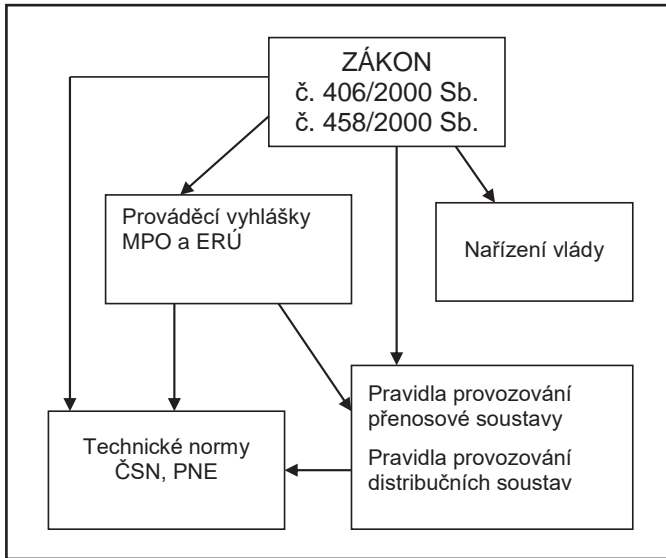 ZÁKON
č. 406/2000 Sb.
č. 458/2000 Sb.
Prováděcí vyhlášky
MPO a ERÚ
Nařízení vlády
Technické normy
ČSN, PNE
Pravidla provozování
přenosové soustavy
Pravidla provozování
distribučních soustav